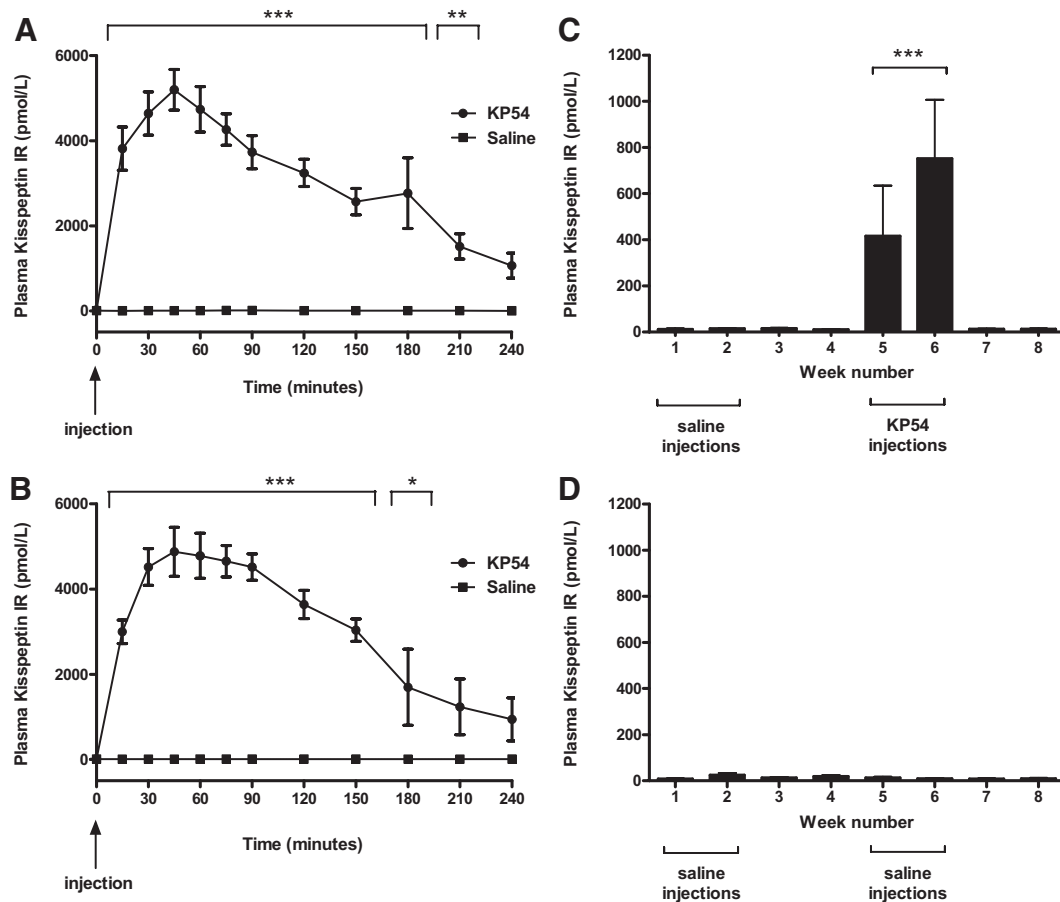 A
***
**
Plasma Kisspeptin IR (pmol/L)
6000
4000
2000
0
KP54
Saline
0 30 60 90 120 150 180 210 240
Time (minutes)
injection
B
***
*
Plasma Kisspeptin IR (pmol/L)
6000
4000
2000
0
KP54
Saline
0 30 60 90 120 150 180 210 240
Time (minutes)
injection
C
***
Plasma Kisspeptin IR (pmol/L)
1200
1000
800
600
400
200
0
1 2 3 4 5 6 7 8
Week number
saline
injections
KP54
injections
D
Plasma Kisspeptin IR (pmol/L)
1200
1000
800
600
400
200
0
1 2 3 4 5 6 7 8
Week number
saline
injections
saline
injections